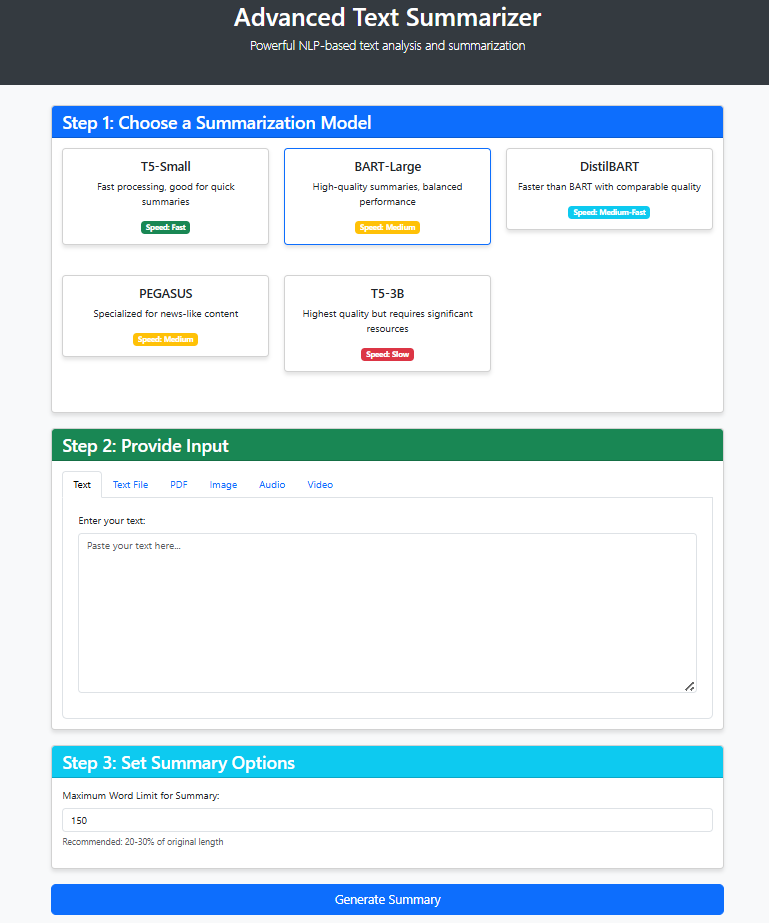 Advanced Text Summarizer
Powerful NLP-based text analysis and summarization
Step 1: Choose a Summarization Model
T5-Small
Fast processing, good for quick
summaries
Speed: Fast
BART-Large
High-quality summaries, balanced
performance
Speed: Medium
DistilBART
Faster than BART with comparable quality
Speed: Medium-Fast
PEGASUS
Specialized for news-like content
Speed: Medium
T5-3B
Highest quality but requires significant
resources
Speed: Slow
Step 2: Provide Input
Text Text File PDF Image Audio Video
Enter your text:
Paste your text here...
Step 3: Set Summary Options
Maximum Word Limit for Summary:
150
Recommended: 20-30% of original length
Generate Summary